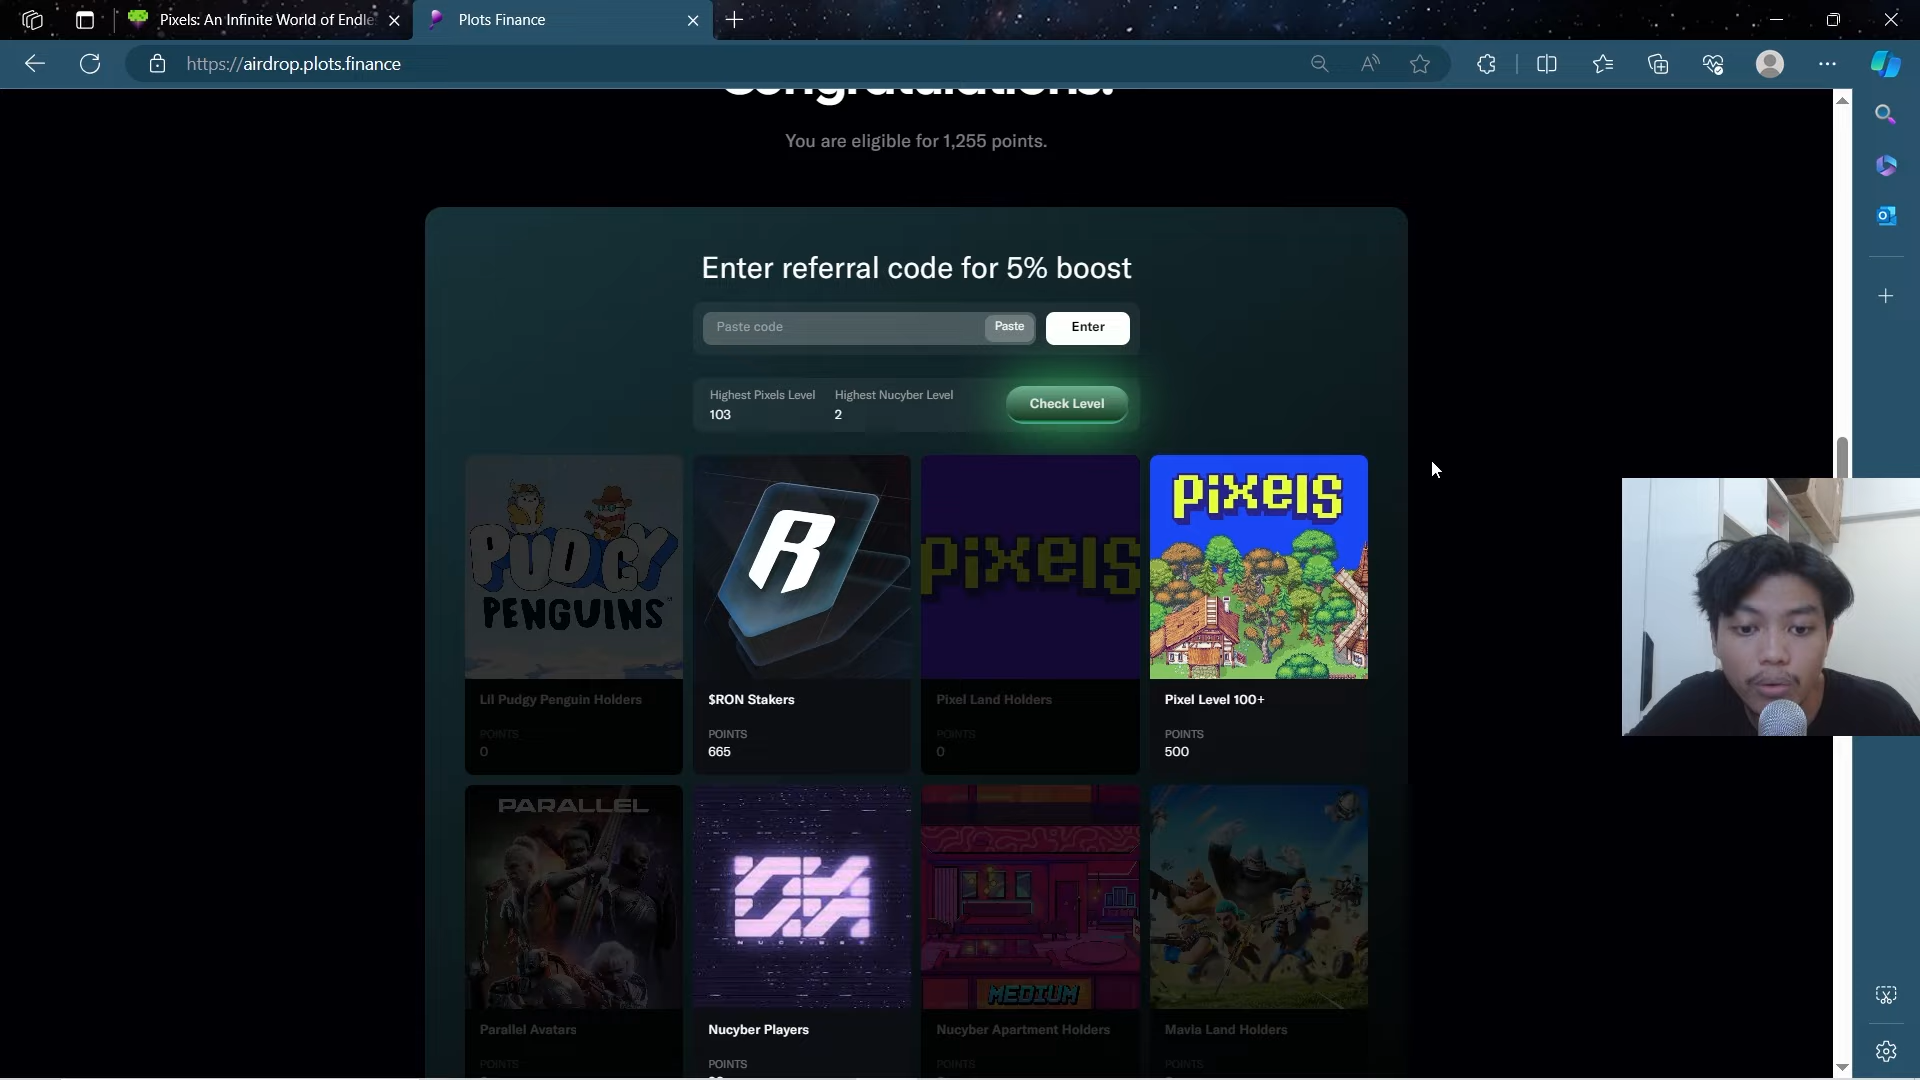 Pixels: An Infinite World of Endle
Plots Finance
https://airdrop.plots.finance
Congratulations!
You are eligible for 1,255 points.
Enter referral code for 5% boost
Paste code
Paste
Enter
Highest Pixels Level
103
Highest Nucyber Level
2
Check Level
PUDGY
PENGUINS
R
pixels
pixels
Lil Pudgy Penguin Holders
POINTS
0
$RON Stakers
POINTS
665
Pixel Land Holders
POINTS
0
Pixel Level 100+
POINTS
500
PARALLEL
NUCYBER
MEDIUM
Parallel Avatars
POINTS
Nucyber Players
POINTS
Nucyber Apartment Holders
POINTS
Mavia Land Holders
POINTS